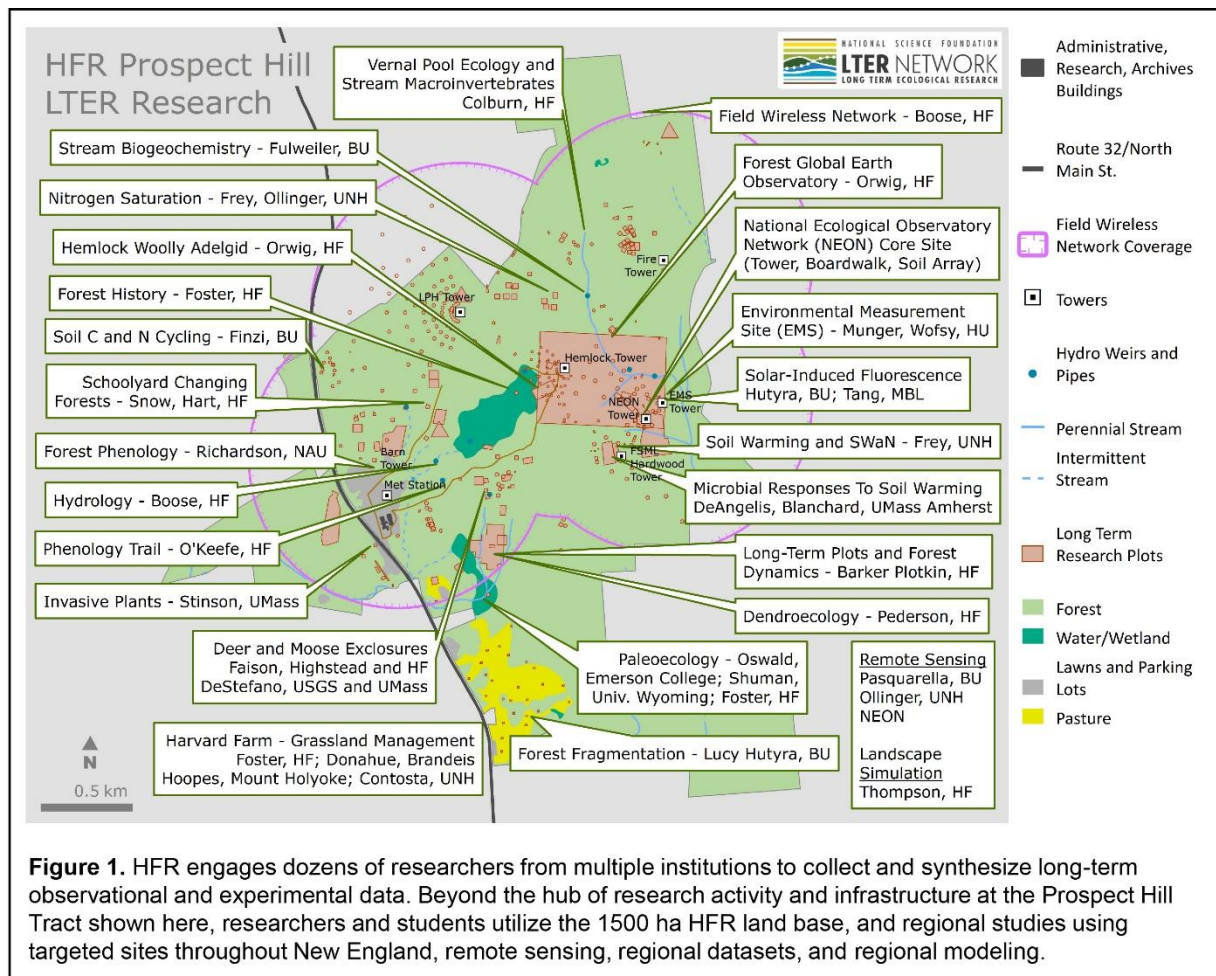 HFR Prospect Hill
LTER Research
NATIONAL SCIENCE FOUNDATION
LTER NETWORK
LONG TERM ECOLOGICAL RESEARCH
Vernal Pool Ecology and
Stream Macroinvertebrates
Colburn, HF
Field Wireless Network - Boose, HF
Stream Biogeochemistry - Fulweiler, BU
Forest Global Earth
Observatory - Orwig, HF
Nitrogen Saturation - Frey, Ollinger, UNH
National Ecological Observatory
Network (NEON) Core Site
(Tower, Boardwalk, Soil Array)
Hemlock Woolly Adelgid - Orwig, HF
Forest History - Foster, HF
Environmental Measurement
Site (EMS) - Munger, Wofsy, HU
Soil C and N Cycling - Finzi, BU
Solar-Induced Fluorescence
Hutyra, BU; Tang, MBL
Schoolyard Changing
Forests - Snow, Hart, HF
Soil Warming and SWaN - Frey, UNH
Forest Phenology - Richardson, NAU
Microbial Responses To Soil Warming
DeAngelis, Blanchard, UMass Amherst
Hydrology - Boose, HF
Phenology Trail - O'Keefe, HF
Long-Term Plots and Forest
Dynamics - Barker Plotkin, HF
Invasive Plants - Stinson, UMass
Dendroecology - Pederson, HF
Deer and Moose Exclosures
Faison, Highstead and HF
DeStefano, USGS and UMass
Paleoecology - Oswald,
Emerson College; Shuman,
Univ. Wyoming; Foster, HF
Remote Sensing
Pasquarella, BU
Ollinger, UNH
NEON
Landscape
Simulation
Thompson, HF
Harvard Farm - Grassland Management
Foster, HF; Donahue, Brandeis
Hoopes, Mount Holyoke; Contosta, UNH
Forest Fragmentation - Lucy Hutyra, BU
Fire
Tower
LPH Tower
Hemlock Tower
NEON
Tower
EMS
Tower
FSML
Hardwood
Tower
Barn
Tower
Met Station
N
0.5 km
Administrative,
Research, Archives
Buildings
Route 32/North
Main St.
Field Wireless
Network Coverage
Towers
Hydro Weirs and
Pipes
Perennial Stream
Intermittent
Stream
Long Term
Research Plots
Forest
Water/Wetland
Lawns and Parking
Lots
Pasture
Figure 1. HFR engages dozens of researchers from multiple institutions to collect and synthesize long-term
observational and experimental data. Beyond the hub of research activity and infrastructure at the Prospect Hill
Tract shown here, researchers and students utilize the 1500 ha HFR land base, and regional studies using
targeted sites throughout New England, remote sensing, regional datasets, and regional modeling.